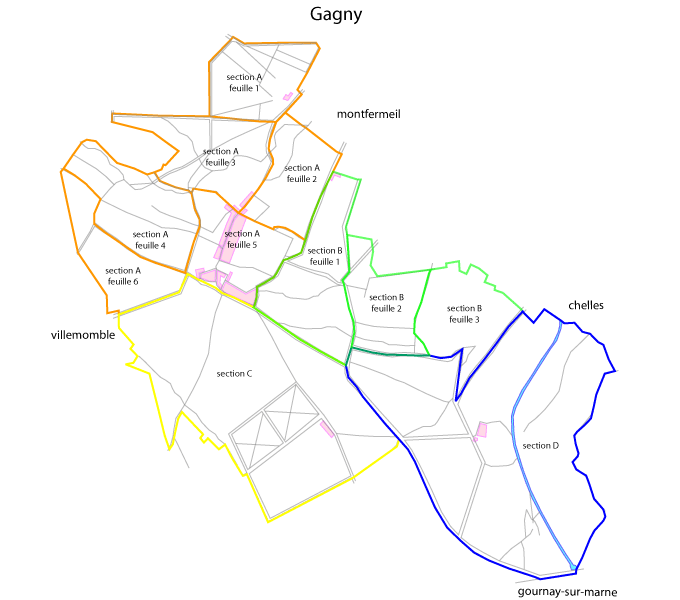 Gagny
section A
feuille 1
montfermeil
section A
feuille 3
section A
feuille 2
section A
feuille 4
section A
feuille 5
section B
feuille 1
section A
feuille 6
section B
feuille 2
section B
feuille 3
chelles
villemomble
section C
section D
gournay-sur-marne